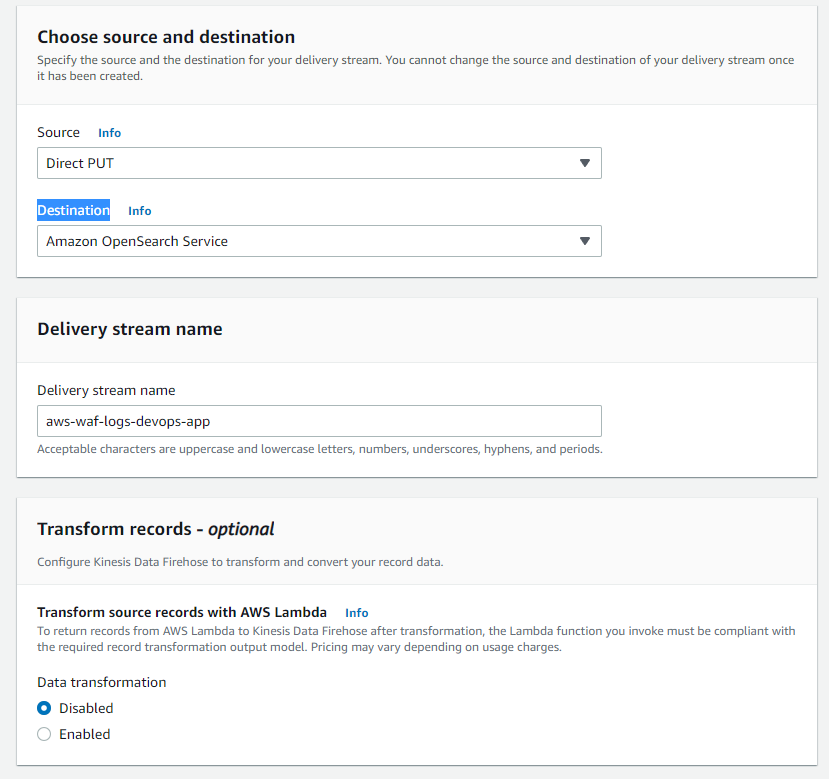 Choose source and destination
Specify the source and the destination for your delivery stream. You cannot change the source and destination of your delivery stream once
it has been created.
Source Info
Direct PUT
Destination Info
Amazon OpenSearch Service
Delivery stream name
Delivery stream name
aws-waf-logs-devops-app
Acceptable characters are uppercase and lowercase letters, numbers, underscores, hyphens, and periods.
Transform records - optional
Configure Kinesis Data Firehose to transform and convert your record data.
Transform source records with AWS Lambda Info
To return records from AWS Lambda to Kinesis Data Firehose after transformation, the Lambda function you invoke must be compliant with
the required record transformation output model. Pricing may vary depending on usage charges.
Data transformation
Disabled
Enabled